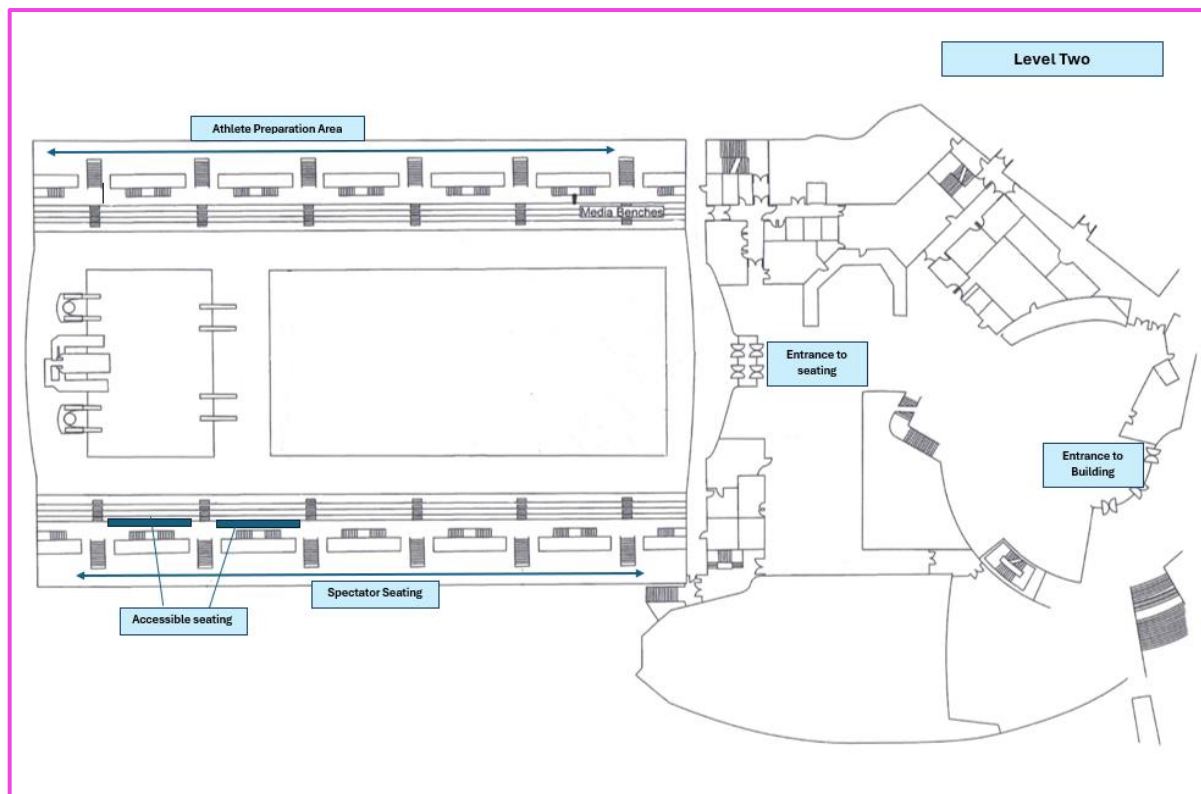 Level Two
Athlete Preparation Area
Media Benches
Entrance to
seating
Entrance to
Building
Spectator Seating
Accessible seating